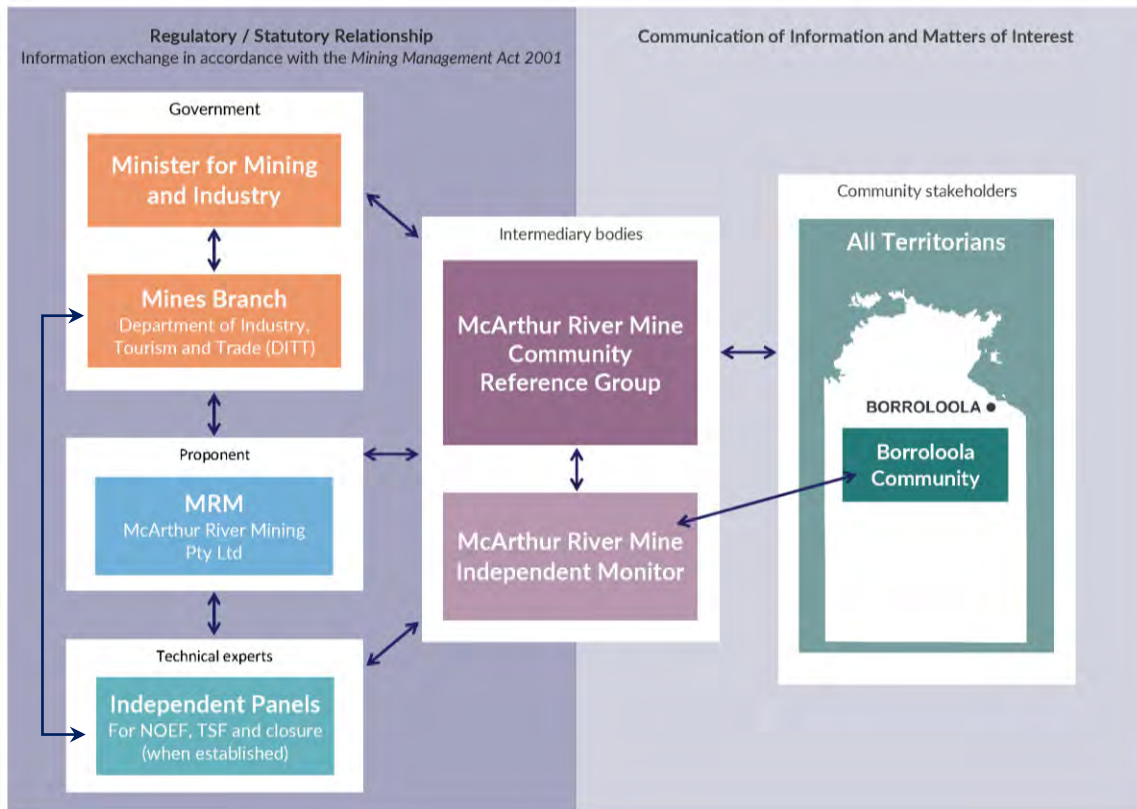 Regulatory / Statutory Relationship
Information exchange in accordance with the Mining Management Act 2001
Government
Minister for Mining
and Industry
Mines Branch
Department of Industry,
Tourism and Trade (DITT)
Proponent
MRM
McArthur River Mining
Pty Ltd
Technical experts
Independent Panels
For NOEF, TSF and closure
(when established)
Communication of Information and Matters of Interest
Intermediary bodies
McArthur River Mine
Community
Reference Group
McArthur River Mine
Independent Monitor
Community stakeholders
All Territorians
BORROLOOLA
Borroloola
Community